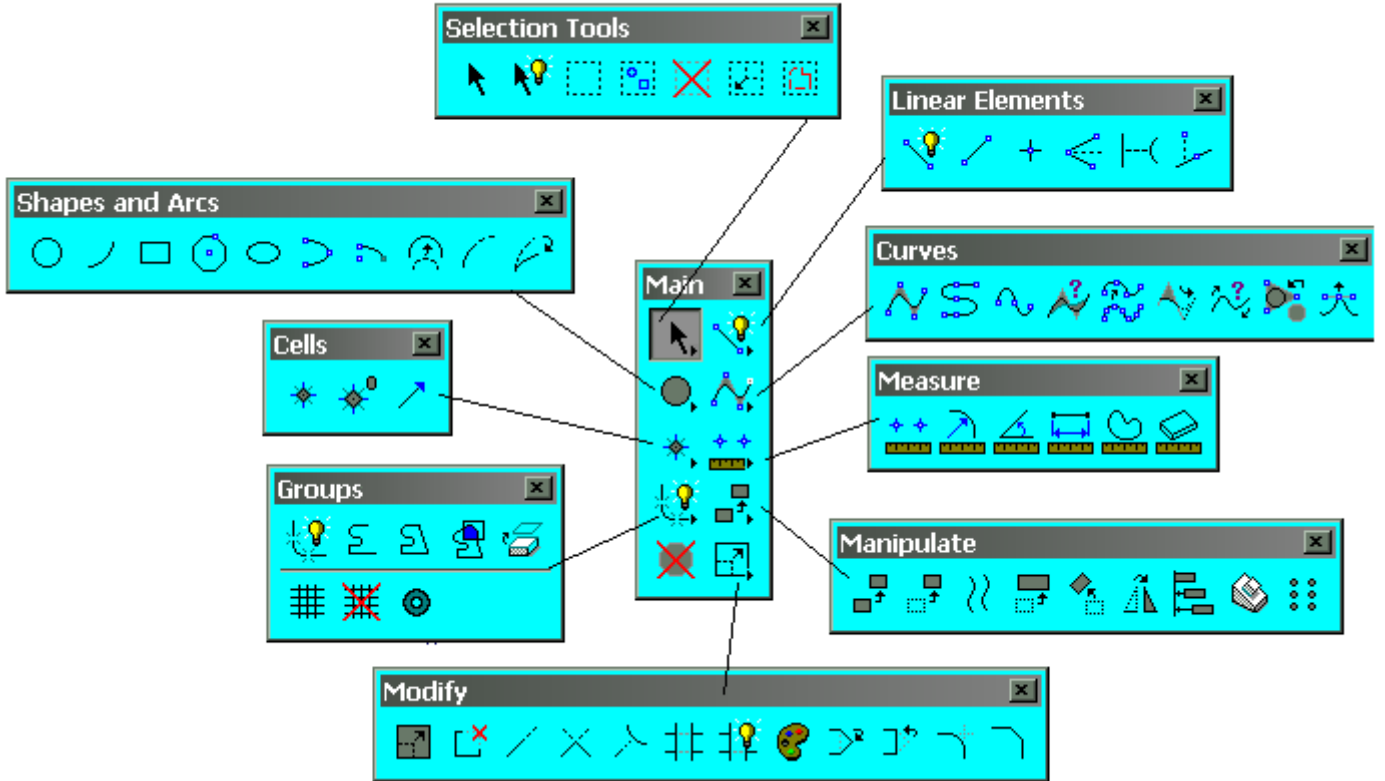 Selection Tools
Linear Elements
Shapes and Arcs
Curves
Main
Cells
Measure
Groups
Manipulate
Modify